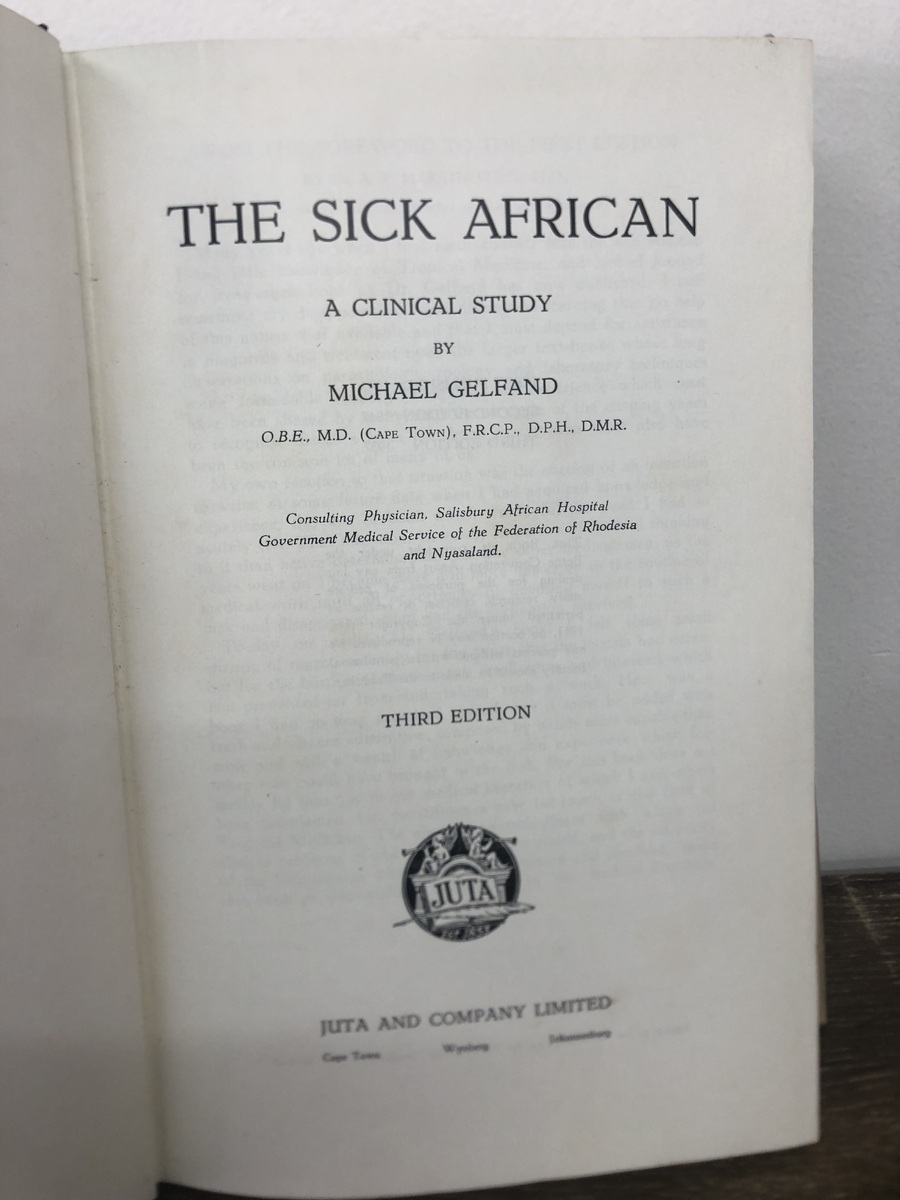 THE SICK AFRICAN
A CLINICAL STUDY
BY
MICHAEL GELFAND
O.B.E., M.D. (Cape Town), F.R.C.P., D.P.H., D.M.R.
Consulting Physician, Salisbury African Hospital
Government Medical Service of the Federation of Rhodesia
and Nyasaland.
THIRD EDITION
JUTA
JUTA AND COMPANY LIMITED
Cape Town Wynberg Johannesburg